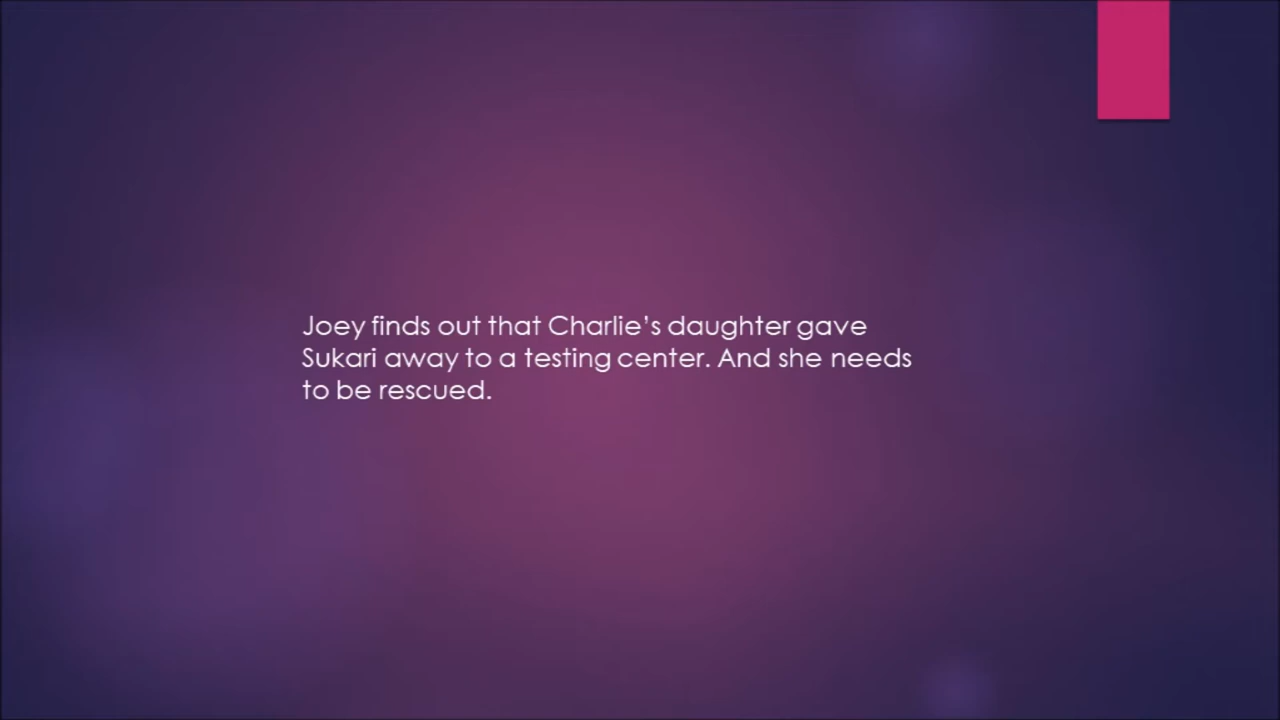 Joey finds out that Charlie’s daughter gave
Sukari away to a testing center. And she needs
to be rescued.